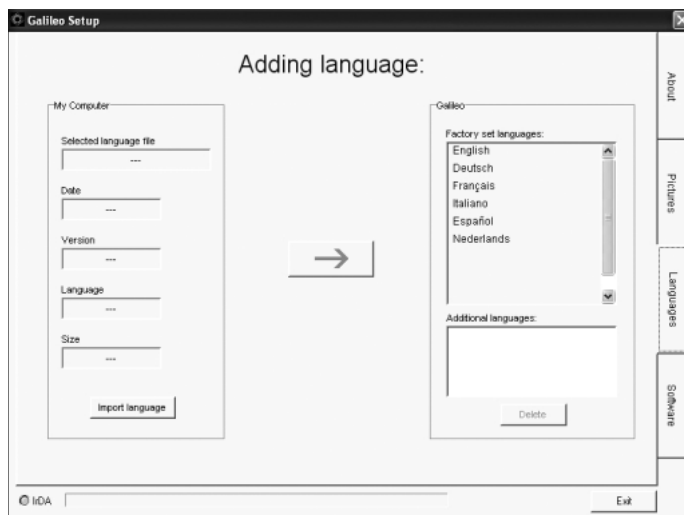 Galileo Setup
Adding language:
My Computer
Selected language file
---
Date
---
Version
---
Language
---
Size
---
Import language
Galileo
Factory set languages:
English
Deutsch
Français
Italiano
Español
Nederlands
Additional languages:
Delete
About
Pictures
Languages
Software
IrDA
Exit